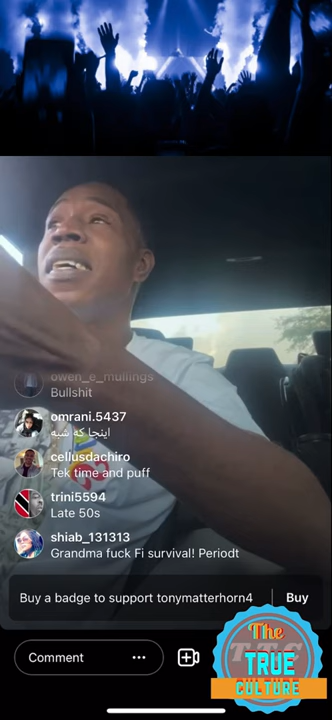 owen_e_mullings
Bullshit
omrani.5437
اینجا که شبه
cellusdachiro
Tek time and puff
trini5594
Late 50s
shiab_131313
Grandma fuck Fi survival! Periodt
Buy a badge to support tonymatterhorn4
Buy
Comment
The
TTC
TRUE
CULTURE